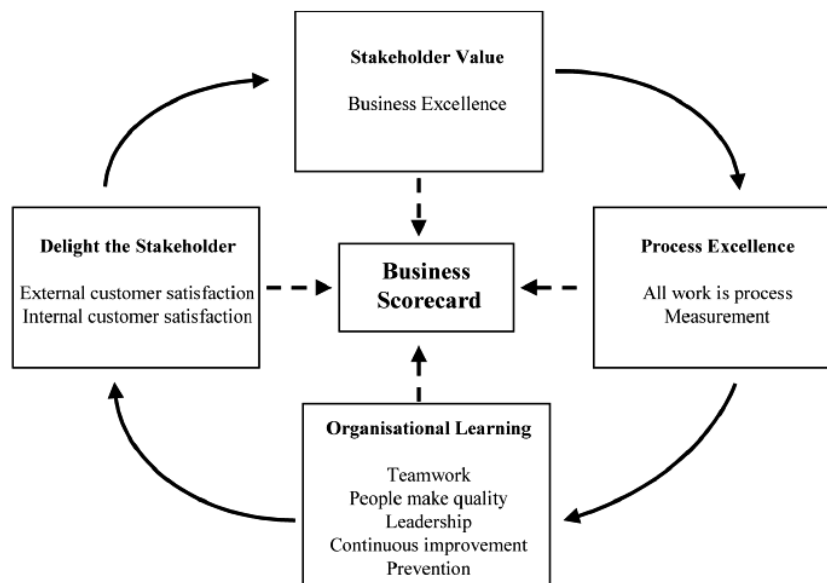 Stakeholder Value
Business Excellence
Delight the Stakeholder
External customer satisfaction
Internal customer satisfaction
Business
Scorecard
Process Excellence
All work is process
Measurement
Organisational Learning
Teamwork
People make quality
Leadership
Continuous improvement
Prevention